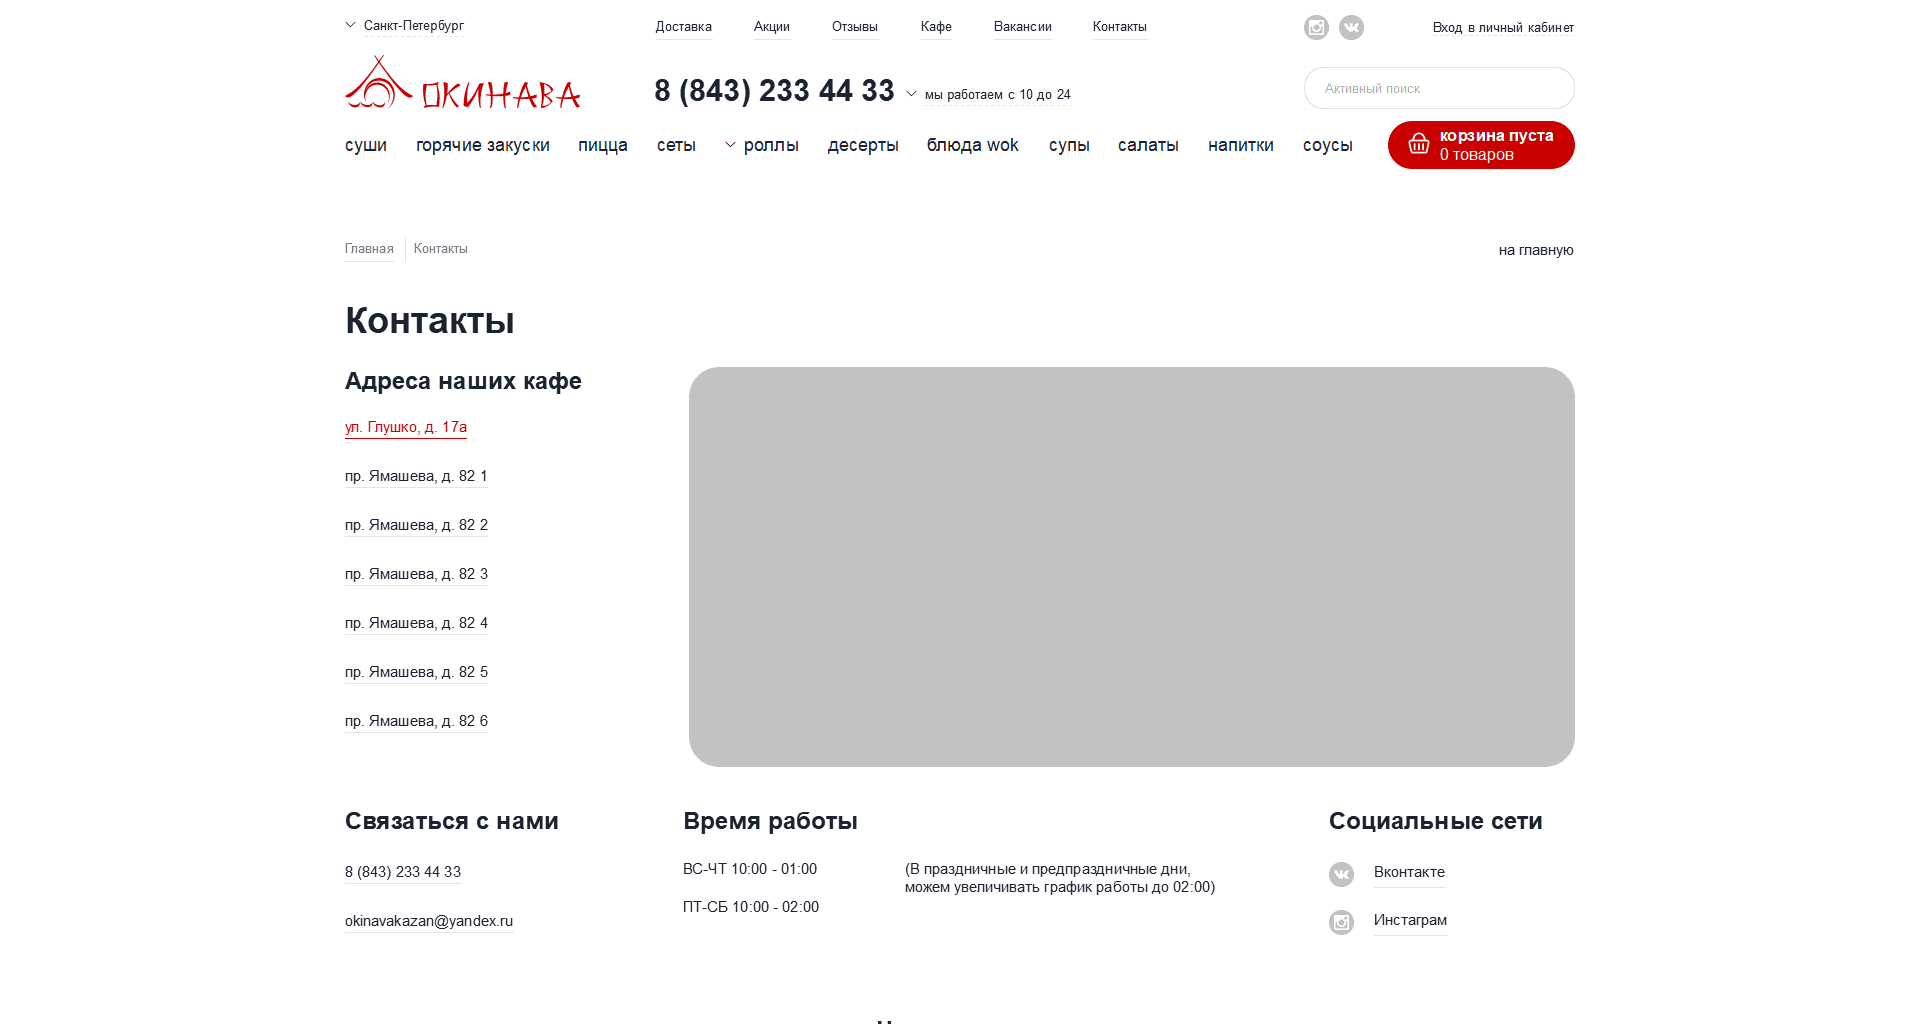 Санкт-Петербург
Доставка Акции Отзывы Кафе Вакансии Контакты
Вход в личный кабинет
ОКИНАВА
8 (843) 233 44 33
мы работаем с 10 до 24
Активный поиск
суши горячие закуски пицца сеты роллы десерты блюда wok супы салаты напитки соусы
корзина пуста
0 товаров
Главная Контакты
на главную
Контакты
Адреса наших кафе
ул. Глушко, д. 17а
пр. Ямашева, д. 82 1
пр. Ямашева, д. 82 2
пр. Ямашева, д. 82 3
пр. Ямашева, д. 82 4
пр. Ямашева, д. 82 5
пр. Ямашева, д. 82 6
Связаться с нами
8 (843) 233 44 33
okinavakazan@yandex.ru
Время работы
ВС-ЧТ 10:00 - 01:00
ПТ-СБ 10:00 - 02:00
(В праздничные и предпраздничные дни,
можем увеличивать график работы до 02:00)
Социальные сети
Вконтакте
Инстаграм